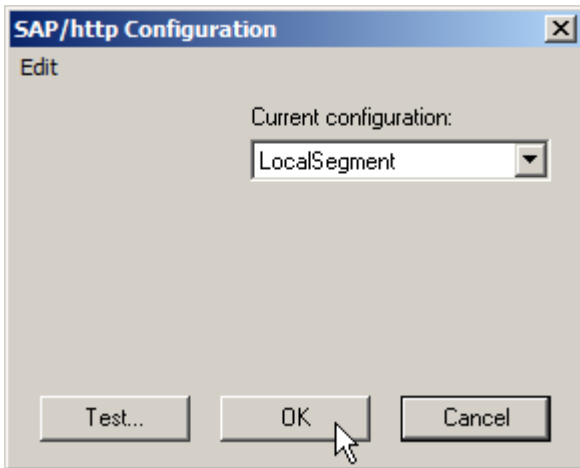 SAP/http Configuration
Edit
Current configuration:
LocalSegment
Test... OK Cancel